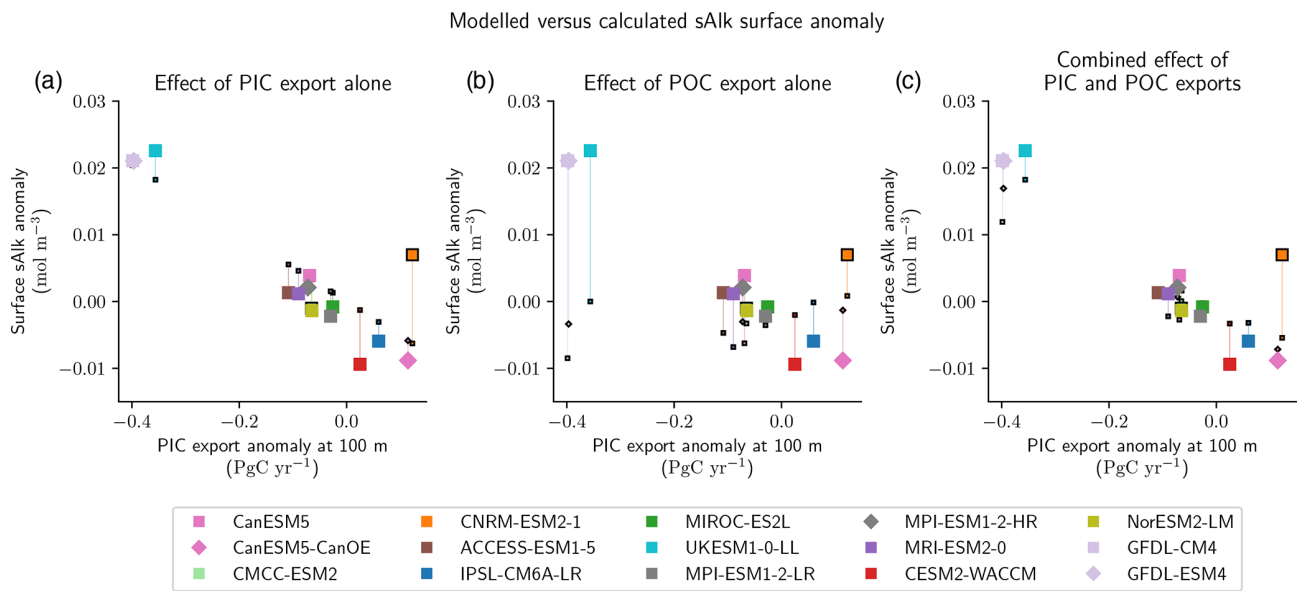 Modelled versus calculated sAlk surface anomaly
(a)
Effect of PIC export alone
0.03
0.02
0.01
0.00
−0.01
Surface sAlk anomaly
(mol m⁻³)
−0.4
−0.2
0.0
PIC export anomaly at 100 m
(PgC yr⁻¹)
(b)
Effect of POC export alone
0.03
0.02
0.01
0.00
−0.01
Surface sAlk anomaly
(mol m⁻³)
−0.4
−0.2
0.0
PIC export anomaly at 100 m
(PgC yr⁻¹)
(c)
Combined effect of
PIC and POC exports
0.03
0.02
0.01
0.00
−0.01
Surface sAlk anomaly
(mol m⁻³)
−0.4
−0.2
0.0
PIC export anomaly at 100 m
(PgC yr⁻¹)
CanESM5
CanESM5-CanOE
CMCC-ESM2
CNRM-ESM2-1
ACCESS-ESM1-5
IPSL-CM6A-LR
MIROC-ES2L
UKESM1-0-LL
MPI-ESM1-2-LR
MPI-ESM1-2-HR
MRI-ESM2-0
CESM2-WACCM
NorESM2-LM
GFDL-CM4
GFDL-ESM4